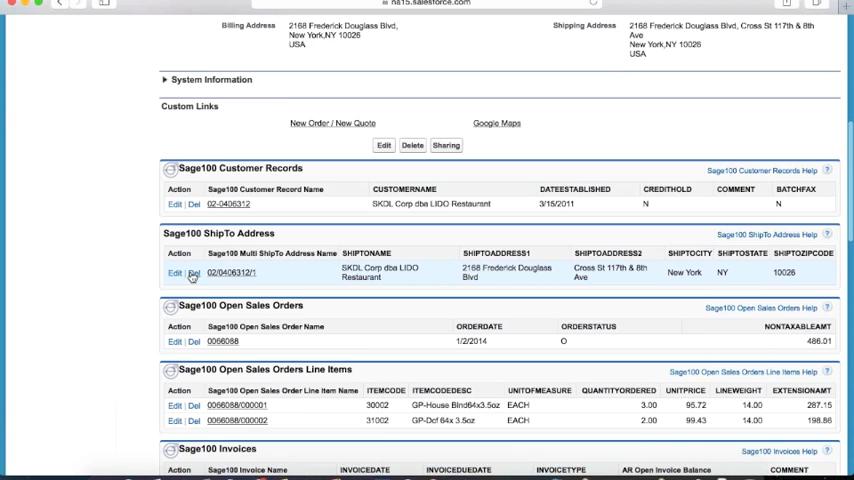 na15.salesforce.com
Billing Address 2168 Frederick Douglass Blvd, Shipping Address 2168 Frederick Douglass Blvd, Cross St 117th & 8th
New York,NY 10026 Ave
USA New York,NY 10026
USA
System Information
Custom Links
New Order / New Quote Google Maps
Edit Delete Sharing
Sage100 Customer Records Sage100 Customer Records Help ?
Action Sage100 Customer Record Name CUSTOMERNAME DATEESTABLISHED CREDITHOLD COMMENT BATCHFAX
Edit | Del 02-0406312 SKDL Corp dba LIDO Restaurant 3/15/2011 N N
Sage100 ShipTo Address Sage100 ShipTo Address Help ?
Action Sage100 Multi ShipTo Address Name SHIPTONAME SHIPTOADDRESS1 SHIPTOADDRESS2 SHIPTOCITY SHIPTOSTATE SHIPTOZIPCODE
Edit | Del 02/0406312/1 SKDL Corp dba LIDO 2168 Frederick Douglass Cross St 117th & 8th New York NY 10026
Restaurant Blvd Ave
Sage100 Open Sales Orders Sage100 Open Sales Orders Help ?
Action Sage100 Open Sales Order Name ORDERDATE ORDERSTATUS NONTAXABLEAMT
Edit | Del 0066088 1/2/2014 O 486.01
Sage100 Open Sales Orders Line Items Sage100 Open Sales Orders Line Items Help ?
Action Sage100 Open Sales Order Line Item Name ITEMCODE ITEMCODEDESC UNITOFMEASURE QUANTITYORDERED UNITPRICE LINEWEIGHT EXTENSIONAMT
Edit | Del 0066088/000001 30002 GP-House Blnd64x3.5oz EACH 3.00 95.72 14.00 287.15
Edit | Del 0066088/000002 31002 GP-Dcf 64x 3.5oz EACH 2.00 99.43 14.00 198.86
Sage100 Invoices Sage100 Invoices Help ?
Action Sage100 Invoice Name INVOICEDATE INVOICEDUEDATE INVOICETYPE AR Open Invoice Balance COMMENT